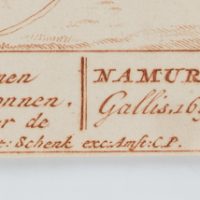 nen
onnen.
r de
t: Schenk exc: Amst: C.P.
NAMUR
Gallis. 16